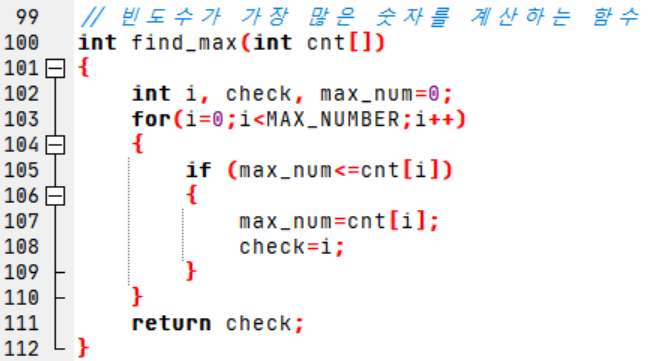 99 // 빈도수가 가장 많은 숫자를 계산하는 함수
100 int find_max(int cnt[])
101 {
102 int i, check, max_num=0;
103 for(i=0;i<MAX_NUMBER;i++)
104 {
105 if (max_num<=cnt[i])
106 {
107 max_num=cnt[i];
108 check=i;
109 }
110 }
111 return check;
112 }